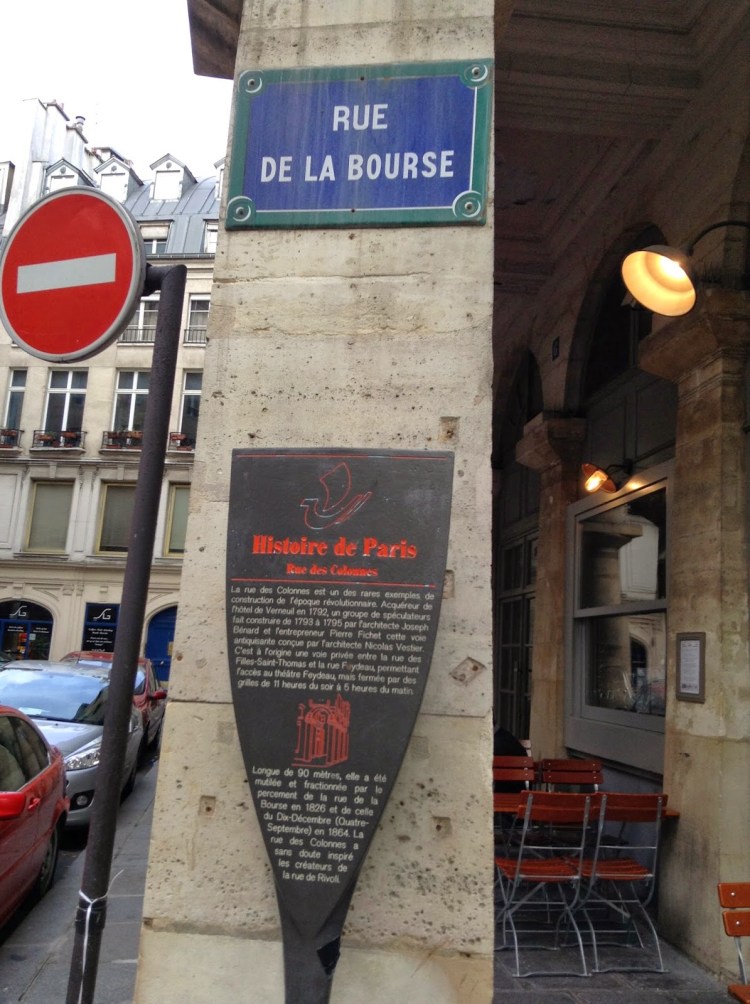 RUE
DE LA BOURSE
Histoire de Paris
Rue des Colonnes
La rue des Colonnes est un des rares exemples de
construction de l'époque révolutionnaire. Acquéreur de
l'hôtel de Verneuil en 1792, un groupe de spéculateurs
fait construire de 1793 à 1795 par l'architecte Joseph
Bénard et l'entrepreneur Pierre Fichet cette voie
antiquisante conçue par l'architecte Nicolas Vestier.
C'est à l'origine une voie privée entre la rue des
Filles-Saint-Thomas et la rue Feydeau, permettant
l'accès au théâtre Feydeau, mais fermée par des
grilles de 11 heures du soir à 5 heures du matin.
Longue de 90 mètres, elle a été
mutilée et fractionnée par le
percement de la rue de la
Bourse en 1826 et de celle
du Dix-Décembre (Quatre-
Septembre) en 1864. La
rue des Colonnes a
sans doute inspiré
les créateurs de
la rue de Rivoli.